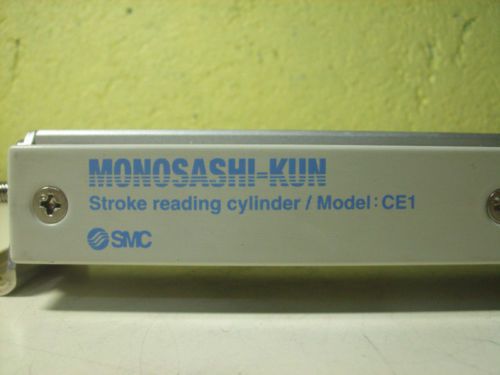 MONOSASHI-KUN
Stroke reading cylinder / Model: CE1
SMC